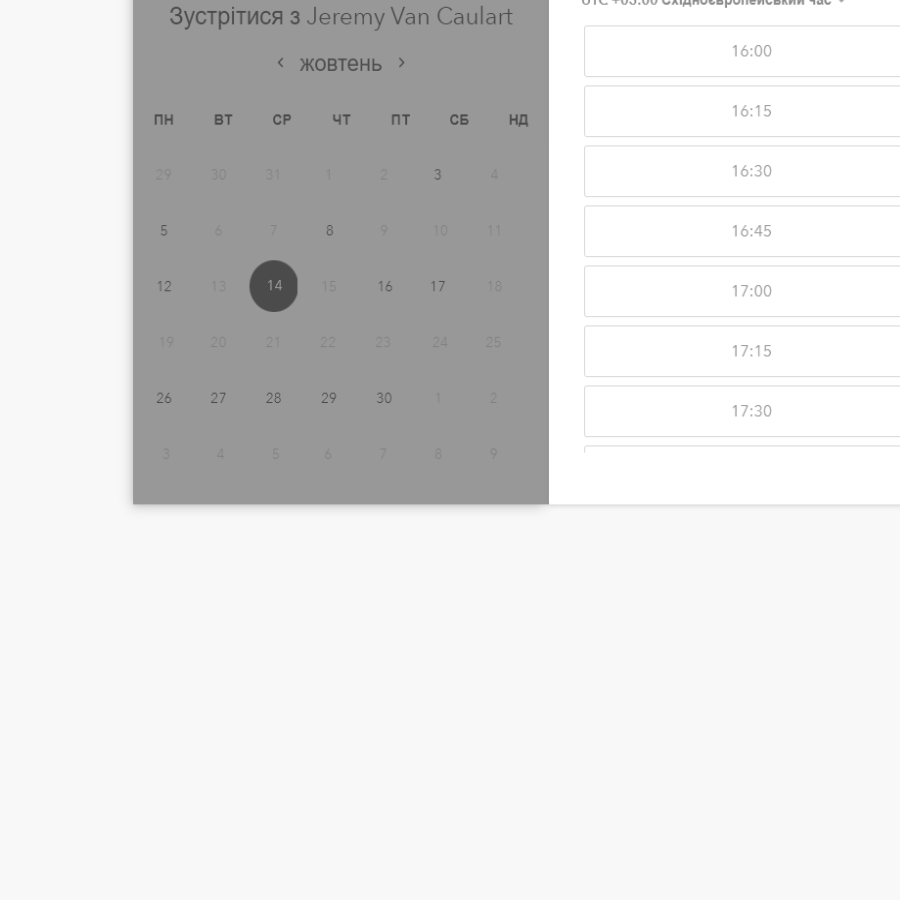 Зустрітися з Jeremy Van Caulart
‹ жовтень ›
ПН ВТ СР ЧТ ПТ СБ НД
29 30 31 1 2 3 4
5 6 7 8 9 10 11
12 13 14 15 16 17 18
19 20 21 22 23 24 25
26 27 28 29 30 1 2
3 4 5 6 7 8 9
UTC +03:00 Східноєвропейський час
16:00
16:15
16:30
16:45
17:00
17:15
17:30